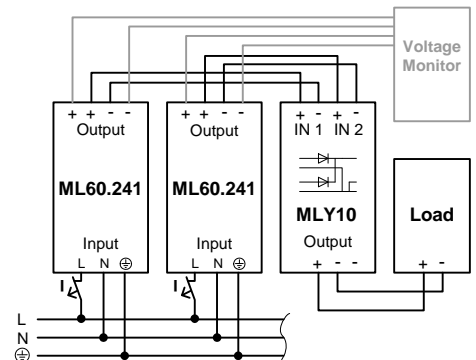 Voltage
Monitor
+ + - -
+ + - -
+ - + -
Output
Output
IN 1 IN 2
ML60.241
ML60.241
MLY10
Load
Input
Input
Output
L N ⏚
L N ⏚
+ - -
+ -
I
I
L
N
⏚